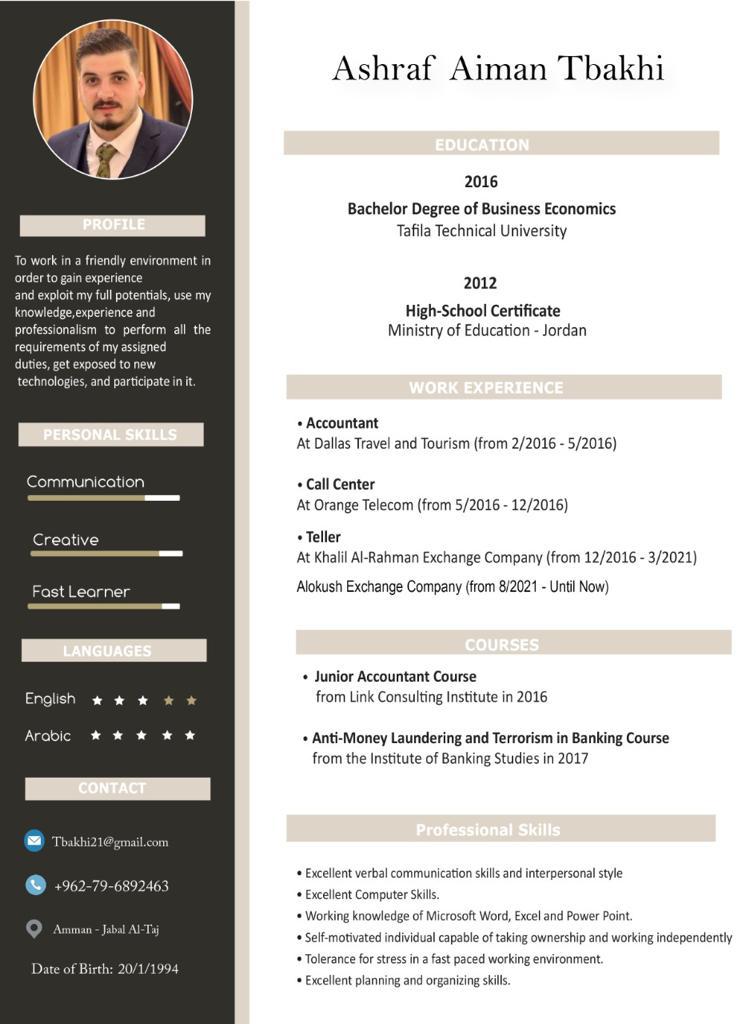 Ashraf Aiman Tbakhi
PROFILE
To work in a friendly environment in
order to gain experience
and exploit my full potentials, use my
knowledge,experience and
professionalism to perform all the
requirements of my assigned
duties, get exposed to new
technologies, and participate in it.
PERSONAL SKILLS
Communication
Creative
Fast Learner
LANGUAGES
English
Arabic
CONTACT
Tbakhi21@gmail.com
+962-79-6892463
Amman - Jabal Al-Taj
Date of Birth: 20/1/1994
EDUCATION
2016
Bachelor Degree of Business Economics
Tafila Technical University
2012
High-School Certificate
Ministry of Education - Jordan
WORK EXPERIENCE
• Accountant
At Dallas Travel and Tourism (from 2/2016 - 5/2016)
• Call Center
At Orange Telecom (from 5/2016 - 12/2016)
• Teller
At Khalil Al-Rahman Exchange Company (from 12/2016 - 3/2021)
Alokush Exchange Company (from 8/2021 - Until Now)
COURSES
• Junior Accountant Course
from Link Consulting Institute in 2016
• Anti-Money Laundering and Terrorism in Banking Course
from the Institute of Banking Studies in 2017
Professional Skills
• Excellent verbal communication skills and interpersonal style
• Excellent Computer Skills.
• Working knowledge of Microsoft Word, Excel and Power Point.
• Self-motivated individual capable of taking ownership and working independently
• Tolerance for stress in a fast paced working environment.
• Excellent planning and organizing skills.